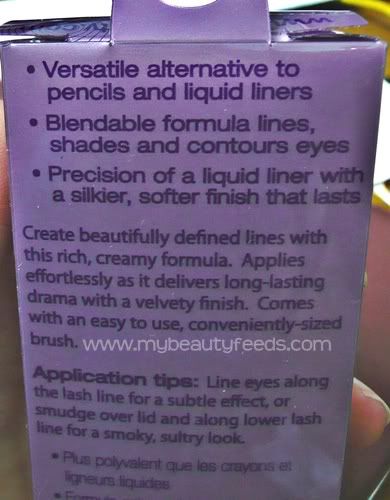 • Versatile alternative to
pencils and liquid liners
• Blendable formula lines,
shades and contours eyes
• Precision of a liquid liner with
a silkier, softer finish that lasts
Create beautifully defined lines with
this rich, creamy formula. Applies
effortlessly as it delivers long-lasting
drama with a velvety finish. Comes
with an easy to use, conveniently-sized
brush.
www.mybeautyfeeds.com
Application tips: Line eyes along
the lash line for a subtle effect, or
smudge over lid and along lower lash
line for a smoky, sultry look.
• Plus polyvalent que les crayons et
ligneurs liquides